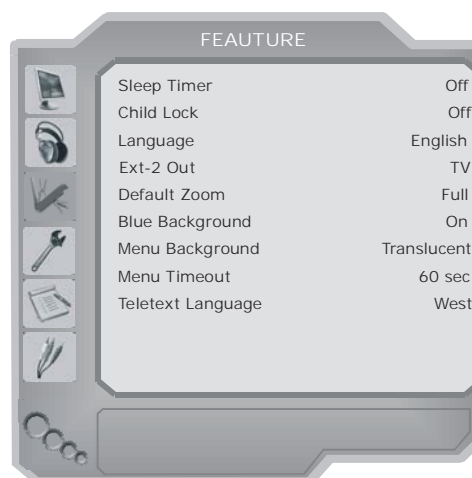 FEAUTURE
Sleep Timer Off
Child Lock Off
Language English
Ext-2 Out TV
Default Zoom Full
Blue Background On
Menu Background Translucent
Menu Timeout 60 sec
Teletext Language West